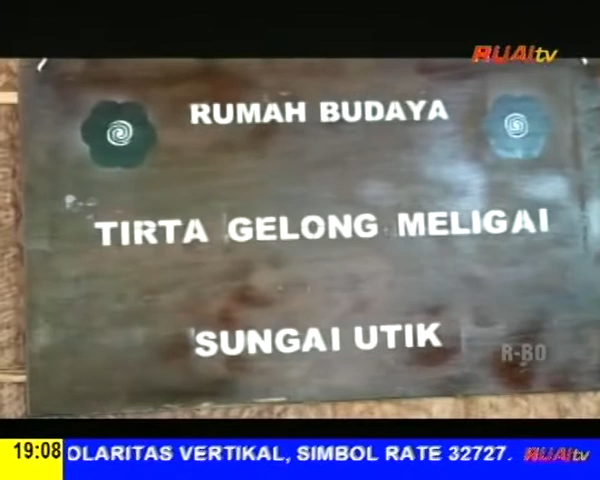 RUAI tv
RUMAH BUDAYA
TIRTA GELONG MELIGAI
SUNGAI UTIK
R-BO
19:08 OLARITAS VERTIKAL, SIMBOL RATE 32727. RUAI tv